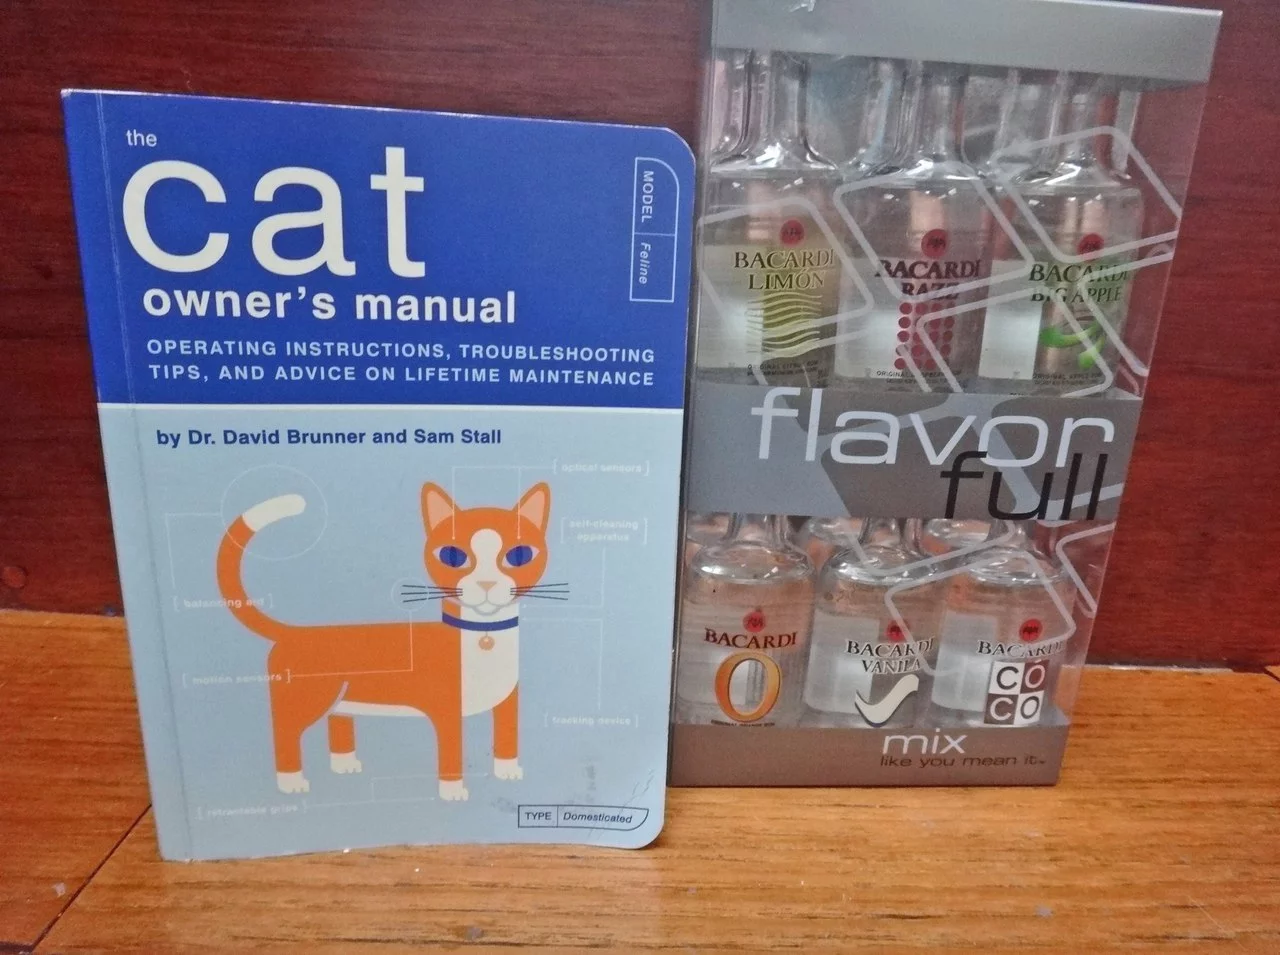 the
cat
owner's manual
OPERATING INSTRUCTIONS, TROUBLESHOOTING
TIPS, AND ADVICE ON LIFETIME MAINTENANCE
MODEL Feline
by Dr. David Brunner and Sam Stall
[ optical sensors ]
[ self-cleaning
apparatus ]
[ balancing aid ]
[ motion sensors ]
[ tracking device ]
[ retractable grips ]
TYPE Domesticated
BACARDI
LIMÓN
BACARDI
RAZZ
BACARDI
BIG APPLE
flavor
full
BACARDI
O
BACARDI
VANILA
BACARDI
CO
CO
mix
like you mean it™